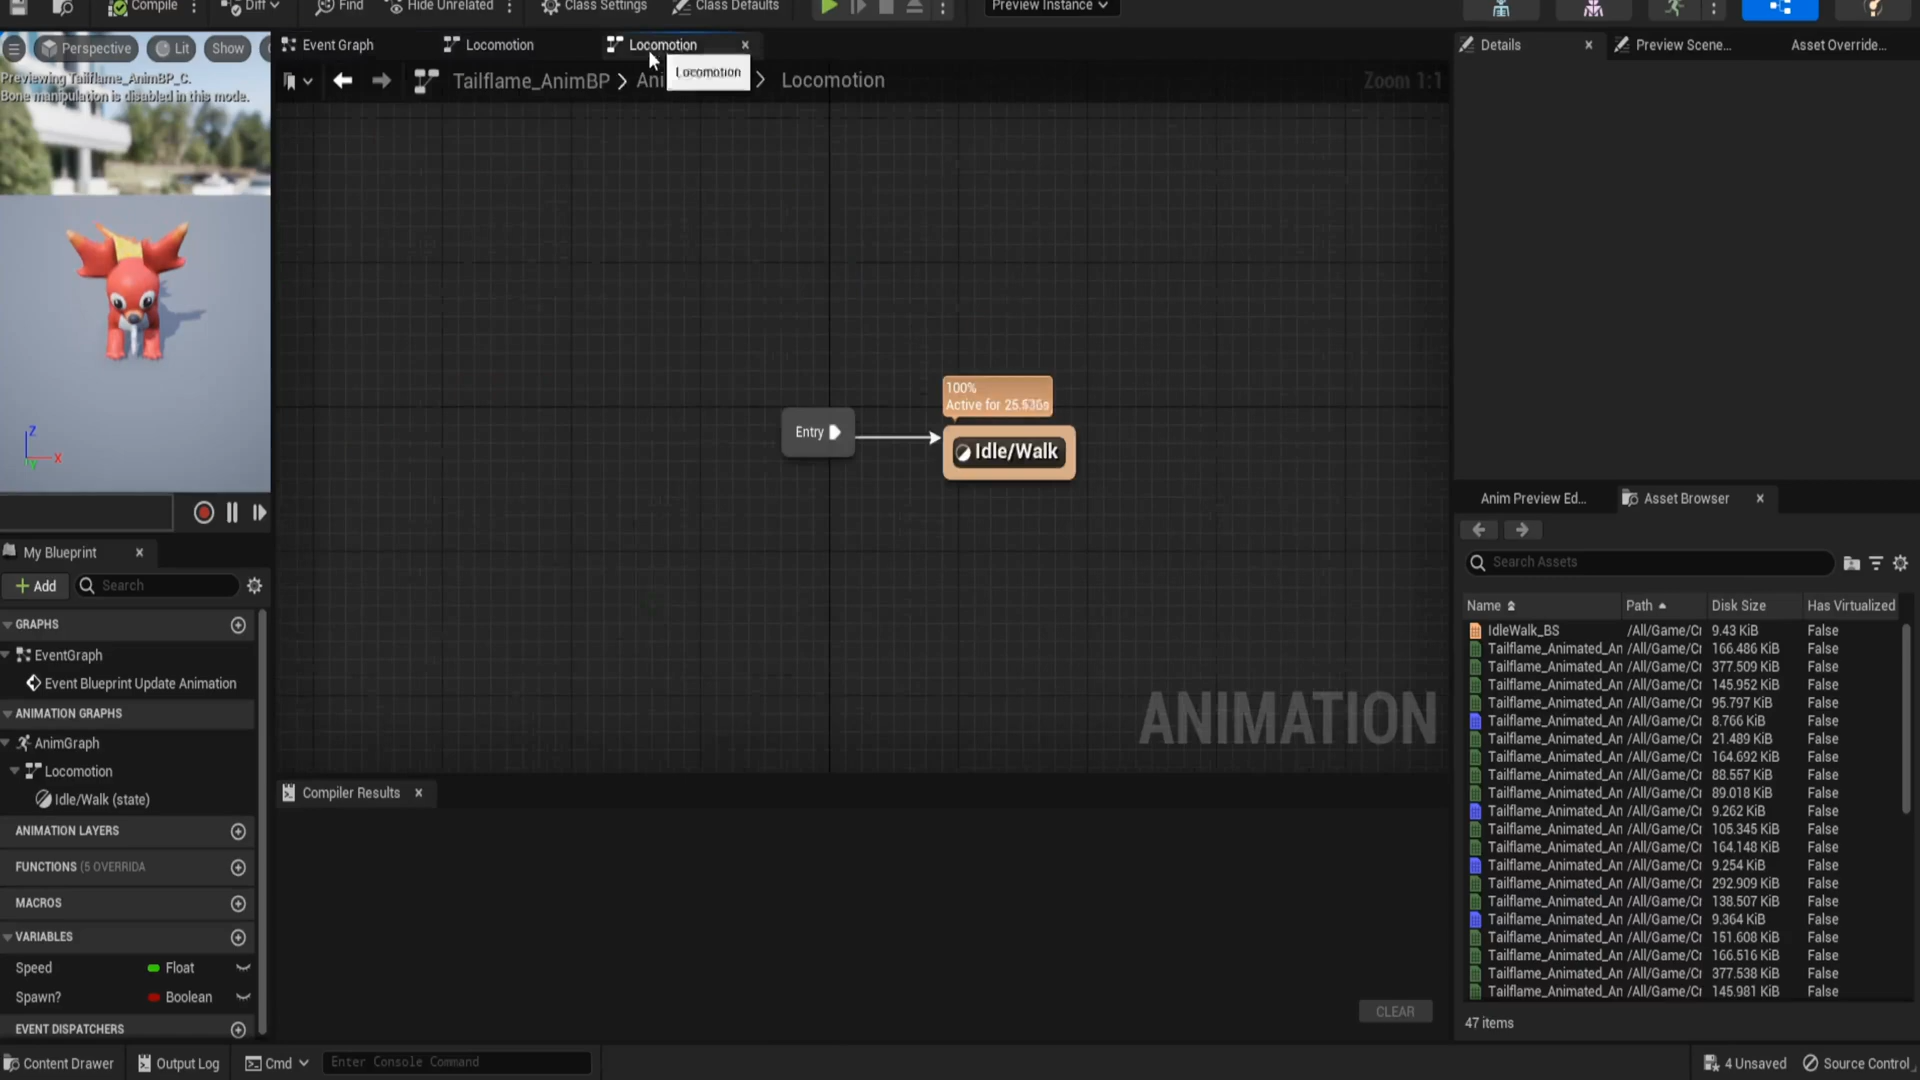 Compile
Diff
Find
Hide Unrelated
Class Settings
Class Defaults
Preview Instance
Perspective
Lit
Show
Previewing Tailflame_AnimBP_C.
Bone manipulation is disabled in this mode.
Z
X
y
Event Graph
Locomotion
Locomotion
Locomotion
Tailflame_AnimBP
Ani
Locomotion
Zoom 1:1
100%
Active for
Entry
Idle/Walk
ANIMATION
Compiler Results
CLEAR
My Blueprint
Add
Search
GRAPHS
EventGraph
Event Blueprint Update Animation
ANIMATION GRAPHS
AnimGraph
Locomotion
Idle/Walk (state)
ANIMATION LAYERS
FUNCTIONS (5 OVERRIDA
MACROS
VARIABLES
Speed Float
Spawn? Boolean
EVENT DISPATCHERS
Details
Preview Scene...
Asset Override...
Anim Preview Ed...
Asset Browser
Search Assets
Name Path Disk Size Has Virtualized
IdleWalk_BS /All/Game/Cr 9.43 KiB False
Tailflame_Animated_An /All/Game/Cr 166.486 KiB False
Tailflame_Animated_An /All/Game/Cr 377.509 KiB False
Tailflame_Animated_An /All/Game/Cr 145.952 KiB False
Tailflame_Animated_An /All/Game/Cr 95.797 KiB False
Tailflame_Animated_An /All/Game/Cr 8.766 KiB False
Tailflame_Animated_An /All/Game/Cr 21.489 KiB False
Tailflame_Animated_An /All/Game/Cr 164.692 KiB False
Tailflame_Animated_An /All/Game/Cr 88.557 KiB False
Tailflame_Animated_An /All/Game/Cr 89.018 KiB False
Tailflame_Animated_An /All/Game/Cr 9.262 KiB False
Tailflame_Animated_An /All/Game/Cr 105.345 KiB False
Tailflame_Animated_An /All/Game/Cr 164.148 KiB False
Tailflame_Animated_An /All/Game/Cr 9.254 KiB False
Tailflame_Animated_An /All/Game/Cr 292.909 KiB False
Tailflame_Animated_An /All/Game/Cr 138.507 KiB False
Tailflame_Animated_An /All/Game/Cr 9.364 KiB False
Tailflame_Animated_An /All/Game/Cr 151.608 KiB False
Tailflame_Animated_An /All/Game/Cr 166.516 KiB False
Tailflame_Animated_An /All/Game/Cr 377.538 KiB False
Tailflame_Animated_An /All/Game/Cr 145.981 KiB False
47 items
Content Drawer
Output Log
Cmd
Enter Console Command
4 Unsaved
Source Control